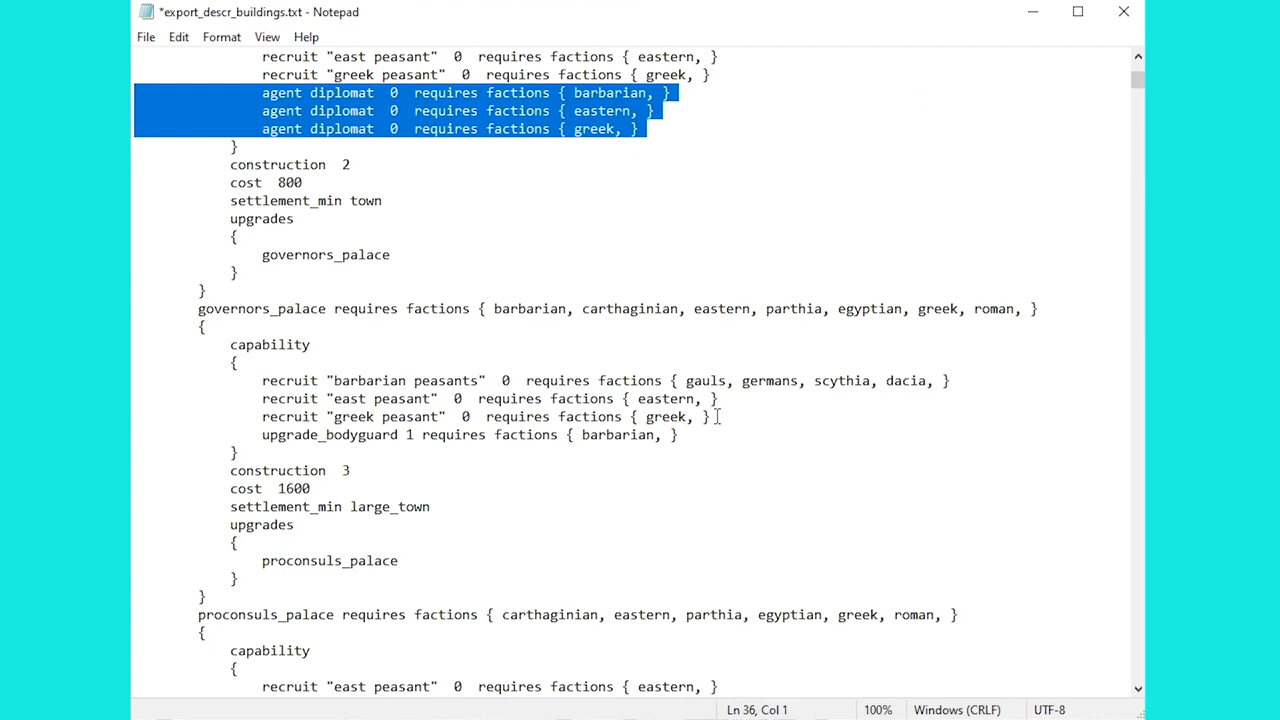 *export_descr_buildings.txt - Notepad
File Edit Format View Help
recruit "east peasant" 0 requires factions { eastern, }
recruit "greek peasant" 0 requires factions { greek, }
agent diplomat 0 requires factions { barbarian, }
agent diplomat 0 requires factions { eastern, }
agent diplomat 0 requires factions { greek, }
}
construction 2
cost 800
settlement_min town
upgrades
{
governors_palace
}
}
governors_palace requires factions { barbarian, carthaginian, eastern, parthia, egyptian, greek, roman, }
{
capability
{
recruit "barbarian peasants" 0 requires factions { gauls, germans, scythia, dacia, }
recruit "east peasant" 0 requires factions { eastern, }
recruit "greek peasant" 0 requires factions { greek, }
upgrade_bodyguard 1 requires factions { barbarian, }
}
construction 3
cost 1600
settlement_min large_town
upgrades
{
proconsuls_palace
}
}
proconsuls_palace requires factions { carthaginian, eastern, parthia, egyptian, greek, roman, }
{
capability
{
recruit "east peasant" 0 requires factions { eastern, }
Ln 36, Col 1 100% Windows (CRLF) UTF-8